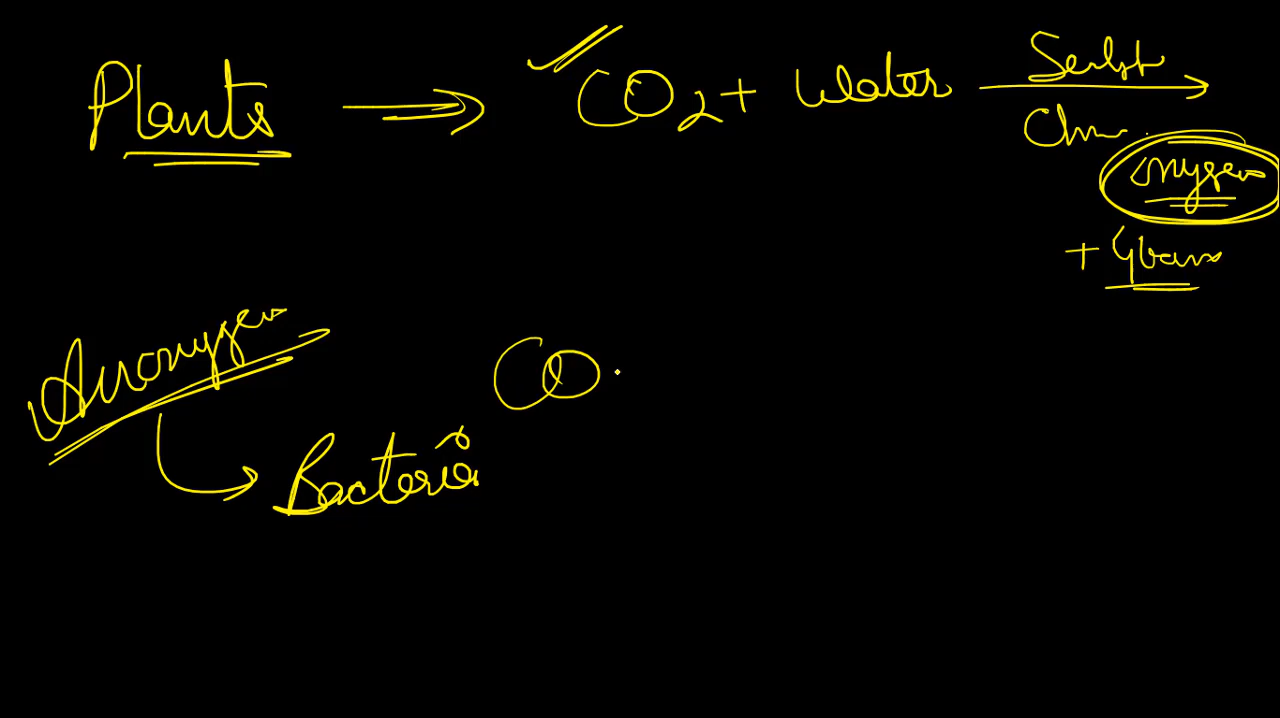 Plants → CO2 + Water →
Sunlight
Chl
oxygen
+ Glucose
Anoxygen
CO
Bacteria